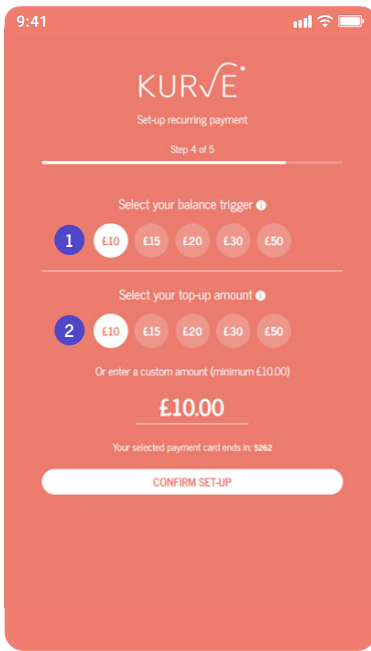 9:41
KURVE
Set-up recurring payment
Step 4 of 5
Select your balance trigger i
1 £10 £15 £20 £30 £50
Select your top-up amount i
2 £10 £15 £20 £30 £50
Or enter a custom amount (minimum £10.00)
£10.00
Your selected payment card ends in: 5262
CONFIRM SET-UP